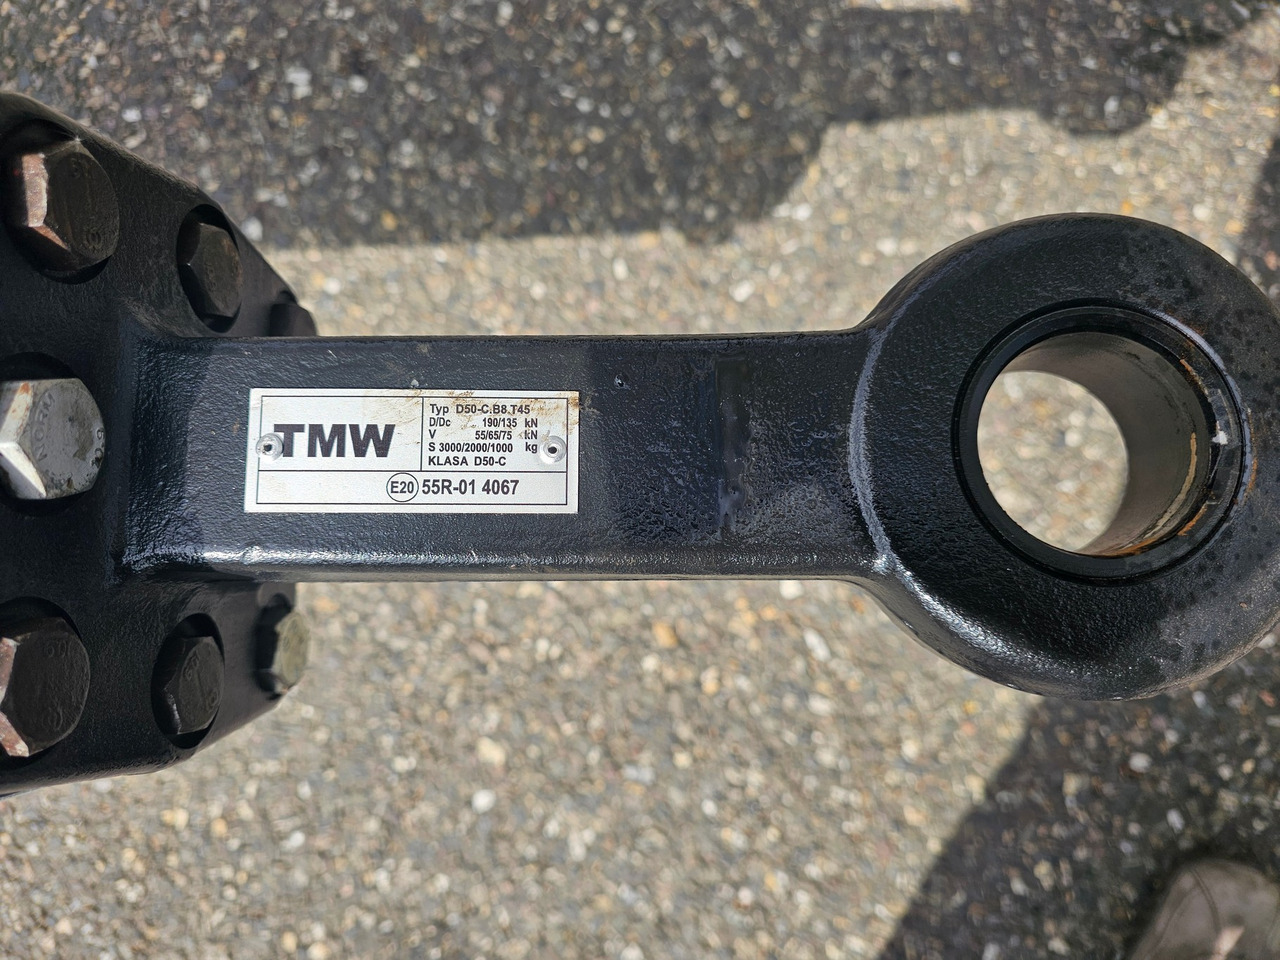 TMW
Typ D50-C.B8.T45
D/Dc 190/135 kN
V 55/65/75 kN
S 3000/2000/1000 kg
KLASA D50-C
E20 55R-01 4067